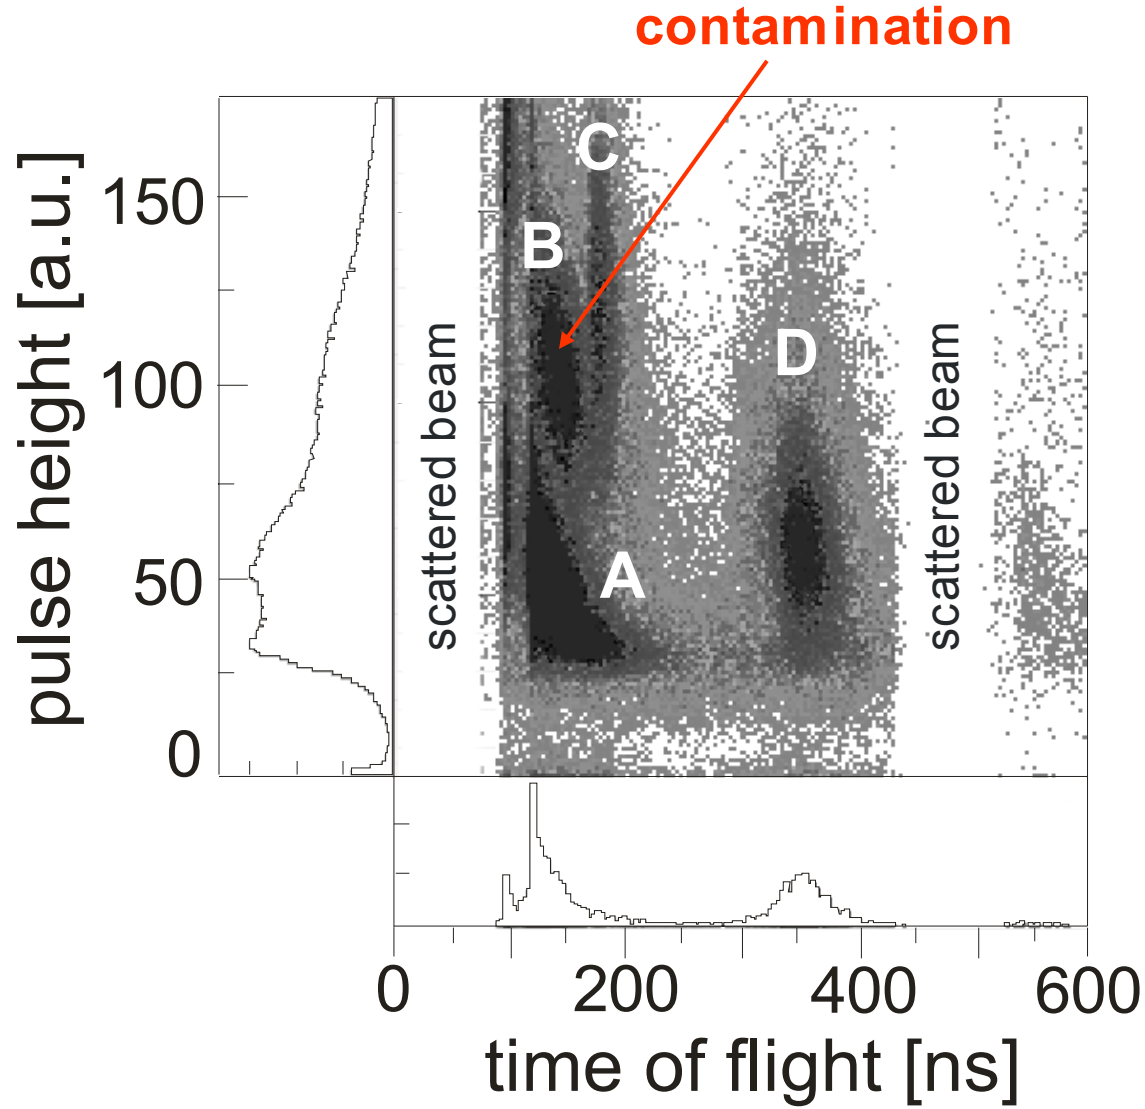 contamination
pulse height [a.u.]
150
100
50
0
C
B
D
A
scattered beam
scattered beam
0
200
400
600
time of flight [ns]